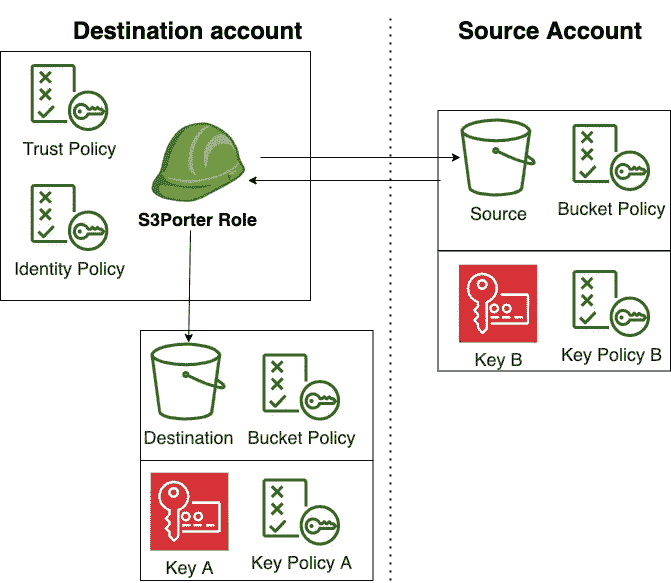 Destination account
Source Account
Trust Policy
Identity Policy
S3Porter Role
Source
Bucket Policy
Key B
Key Policy B
Destination
Bucket Policy
Key A
Key Policy A